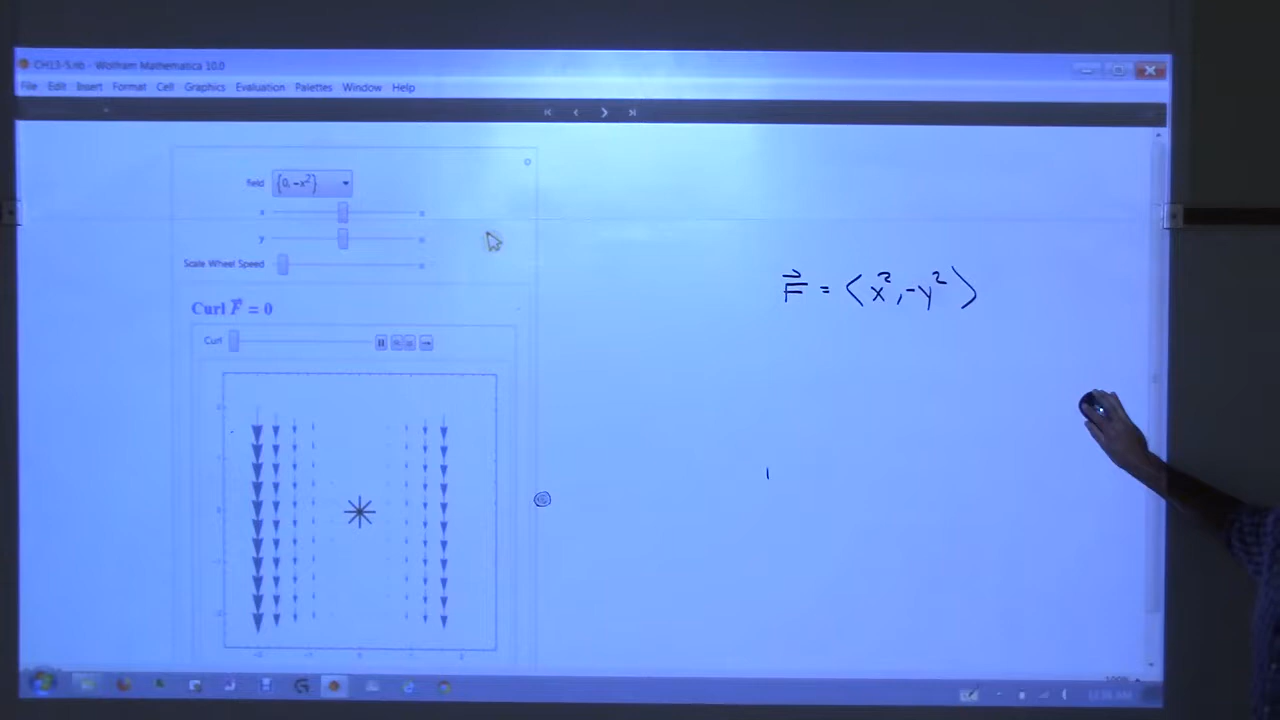 CH13-5.nb - Wolfram Mathematica 10.0
File Edit Insert Format Cell Graphics Evaluation Palettes Window Help
field {0, -x²}
x
y
Scale Wheel Speed
Curl F⃗ = 0
Curl
F⃗ = ⟨x², -y²⟩